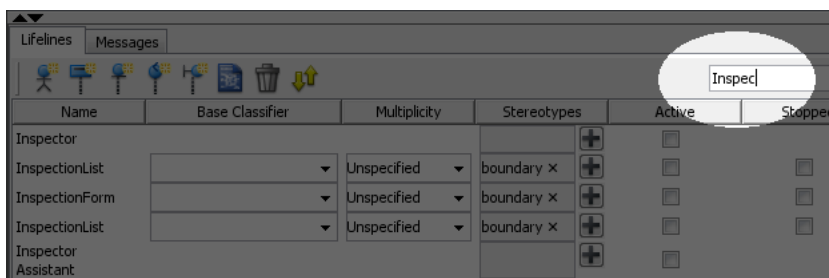 Lifelines Messages
Inspec
Name Base Classifier Multiplicity Stereotypes Active Stopped
Inspector
InspectionList Unspecified boundary ×
InspectionForm Unspecified boundary ×
InspectionList Unspecified boundary ×
Inspector
Assistant